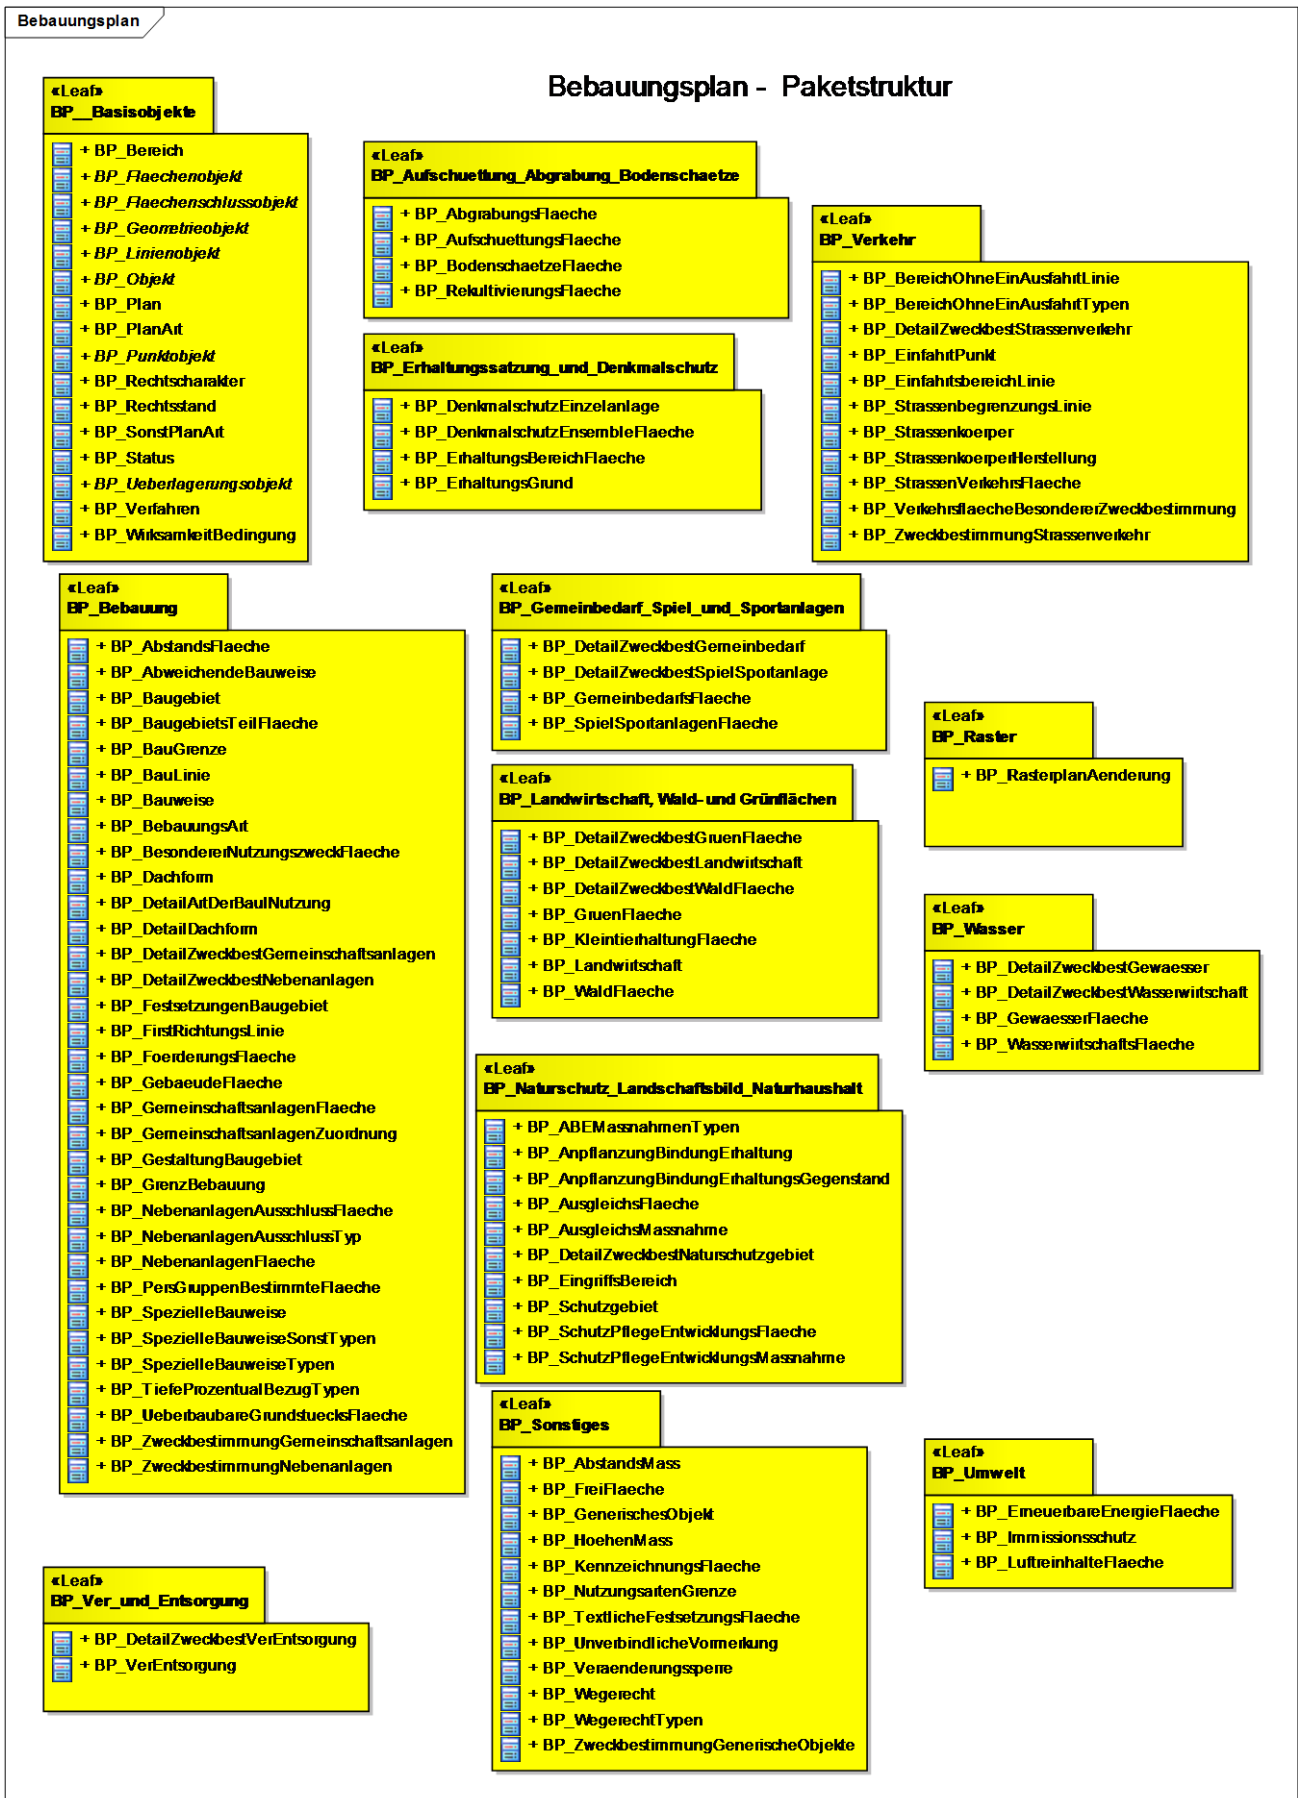 Bebauungsplan
Bebauungsplan - Paketstruktur
«Leaf»
BP__Basisobjekte
+ BP_Bereich
+ BP_Flaechenobjekt
+ BP_Flaechenschlussobjekt
+ BP_Geometrieobjekt
+ BP_Linienobjekt
+ BP_Objekt
+ BP_Plan
+ BP_PlanArt
+ BP_Punktobjekt
+ BP_Rechtscharakter
+ BP_Rechtsstand
+ BP_SonstPlanArt
+ BP_Status
+ BP_Ueberlagerungsobjekt
+ BP_Verfahren
+ BP_WirksamkeitBedingung
«Leaf»
BP_Aufschuettung_Abgrabung_Bodenschaetze
+ BP_AbgrabungsFlaeche
+ BP_AufschuettungsFlaeche
+ BP_BodenschaetzeFlaeche
+ BP_RekultivierungsFlaeche
«Leaf»
BP_Erhaltungssatzung_und_Denkmalschutz
+ BP_DenkmalschutzEinzelanlage
+ BP_DenkmalschutzEnsembleFlaeche
+ BP_ErhaltungsBereichFlaeche
+ BP_ErhaltungsGrund
«Leaf»
BP_Verkehr
+ BP_BereichOhneEinAusfahrtLinie
+ BP_BereichOhneEinAusfahrtTypen
+ BP_DetailZweckbestStrassenverkehr
+ BP_EinfahrtPunkt
+ BP_EinfahrtsbereichLinie
+ BP_StrassenbegrenzungsLinie
+ BP_Strassenkoerper
+ BP_StrassenkoerperHerstellung
+ BP_StrassenVerkehrsFlaeche
+ BP_VerkehrsflaecheBesondererZweckbestimmung
+ BP_ZweckbestimmungStrassenverkehr
«Leaf»
BP_Bebauung
+ BP_AbstandsFlaeche
+ BP_AbweichendeBauweise
+ BP_Baugebiet
+ BP_BaugebietsTeilFlaeche
+ BP_BauGrenze
+ BP_BauLinie
+ BP_Bauweise
+ BP_BebauungsArt
+ BP_BesondererNutzungszweckFlaeche
+ BP_Dachform
+ BP_DetailArtDerBaulNutzung
+ BP_DetailDachform
+ BP_DetailZweckbestGemeinschaftsanlagen
+ BP_DetailZweckbestNebenanlagen
+ BP_FestsetzungenBaugebiet
+ BP_FirstRichtungsLinie
+ BP_FoerderungsFlaeche
+ BP_GebaeudeFlaeche
+ BP_GemeinschaftsanlagenFlaeche
+ BP_GemeinschaftsanlagenZuordnung
+ BP_GestaltungBaugebiet
+ BP_GrenzBebauung
+ BP_NebenanlagenAusschlussFlaeche
+ BP_NebenanlagenAusschlussTyp
+ BP_NebenanlagenFlaeche
+ BP_PersGruppenBestimmteFlaeche
+ BP_SpezielleBauweise
+ BP_SpezielleBauweiseSonstTypen
+ BP_SpezielleBauweiseTypen
+ BP_TiefeProzentualBezugTypen
+ BP_UeberbaubareGrundstuecksFlaeche
+ BP_ZweckbestimmungGemeinschaftsanlagen
+ BP_ZweckbestimmungNebenanlagen
«Leaf»
BP_Gemeinbedarf_Spiel_und_Sportanlagen
+ BP_DetailZweckbestGemeinbedarf
+ BP_DetailZweckbestSpielSportanlage
+ BP_GemeinbedarfsFlaeche
+ BP_SpielSportanlagenFlaeche
«Leaf»
BP_Landwirtschaft, Wald- und Grünflächen
+ BP_DetailZweckbestGruenFlaeche
+ BP_DetailZweckbestLandwirtschaft
+ BP_DetailZweckbestWaldFlaeche
+ BP_GruenFlaeche
+ BP_KleintierhaltungFlaeche
+ BP_Landwirtschaft
+ BP_WaldFlaeche
«Leaf»
BP_Raster
+ BP_RasterplanAenderung
«Leaf»
BP_Wasser
+ BP_DetailZweckbestGewaesser
+ BP_DetailZweckbestWasserwirtschaft
+ BP_GewaesserFlaeche
+ BP_WasserwirtschaftsFlaeche
«Leaf»
BP_Naturschutz_Landschaftsbild_Naturhaushalt
+ BP_ABEMassnahmenTypen
+ BP_AnpflanzungBindungErhaltung
+ BP_AnpflanzungBindungErhaltungsGegenstand
+ BP_AusgleichsFlaeche
+ BP_AusgleichsMassnahme
+ BP_DetailZweckbestNaturschutzgebiet
+ BP_EingriffsBereich
+ BP_Schutzgebiet
+ BP_SchutzPflegeEntwicklungsFlaeche
+ BP_SchutzPflegeEntwicklungsMassnahme
«Leaf»
BP_Sonstiges
+ BP_AbstandsMass
+ BP_FreiFlaeche
+ BP_GenerischesObjekt
+ BP_HoehenMass
+ BP_KennzeichnungsFlaeche
+ BP_NutzungsartenGrenze
+ BP_TextlicheFestsetzungsFlaeche
+ BP_UnverbindlicheVormerkung
+ BP_Veraenderungssperre
+ BP_Wegerecht
+ BP_WegerechtTypen
+ BP_ZweckbestimmungGenerischeObjekte
«Leaf»
BP_Umwelt
+ BP_ErneuerbareEnergieFlaeche
+ BP_Immissionsschutz
+ BP_LuftreinhalteFlaeche
«Leaf»
BP_Ver_und_Entsorgung
+ BP_DetailZweckbestVerEntsorgung
+ BP_VerEntsorgung